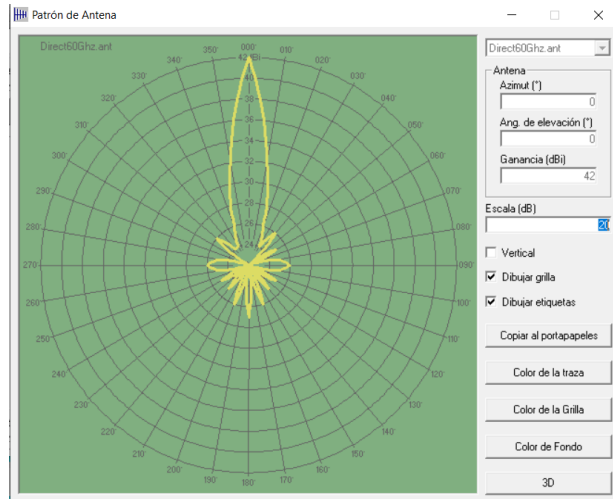 Patrón de Antena
Direct60Ghz.ant
350' 000' 010'
340' 020'
330' 030'
320' 040'
310' 050'
300' 060'
290' 070'
280' 080'
270' 090'
260' 100'
250' 110'
240' 120'
230' 130'
220' 140'
210' 150'
200' 160'
190' 180' 170'
40
38
36
34
32
30
28
26
24
Direct60Ghz.ant
Antena
Azimut (°)
0
Ang. de elevación (°)
0
Ganancia (dBi)
42
Escala (dB)
20
Vertical
Dibujar grilla
Dibujar etiquetas
Copiar al portapapeles
Color de la traza
Color de la Grilla
Color de Fondo
3D